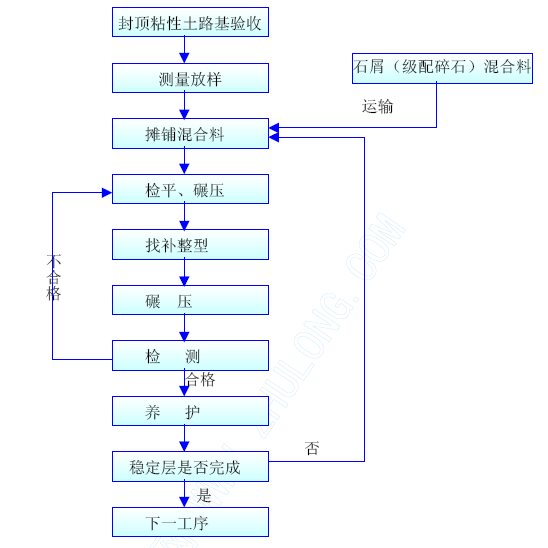 封顶粘性土路基验收
测量放样
石屑（级配碎石）混合料
运输
摊铺混合料
检平、碾压
找补整型
不合格
碾 压
检 测
合格
养 护
否
稳定层是否完成
是
下一工序
ZHULONG.COM